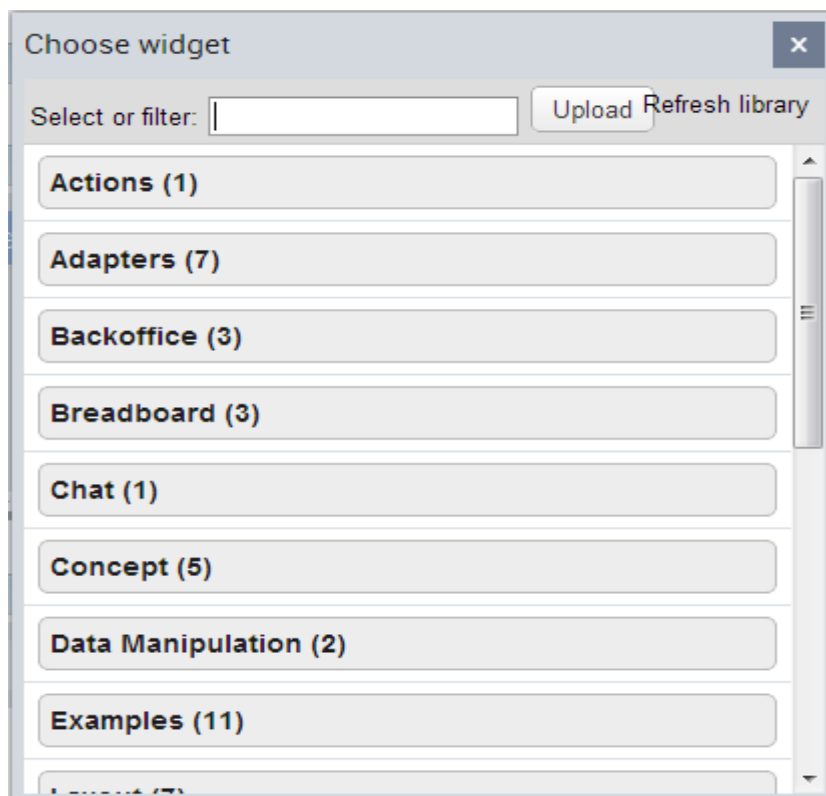 Choose widget
Select or filter: Upload Refresh library
Actions (1)
Adapters (7)
Backoffice (3)
Breadboard (3)
Chat (1)
Concept (5)
Data Manipulation (2)
Examples (11)